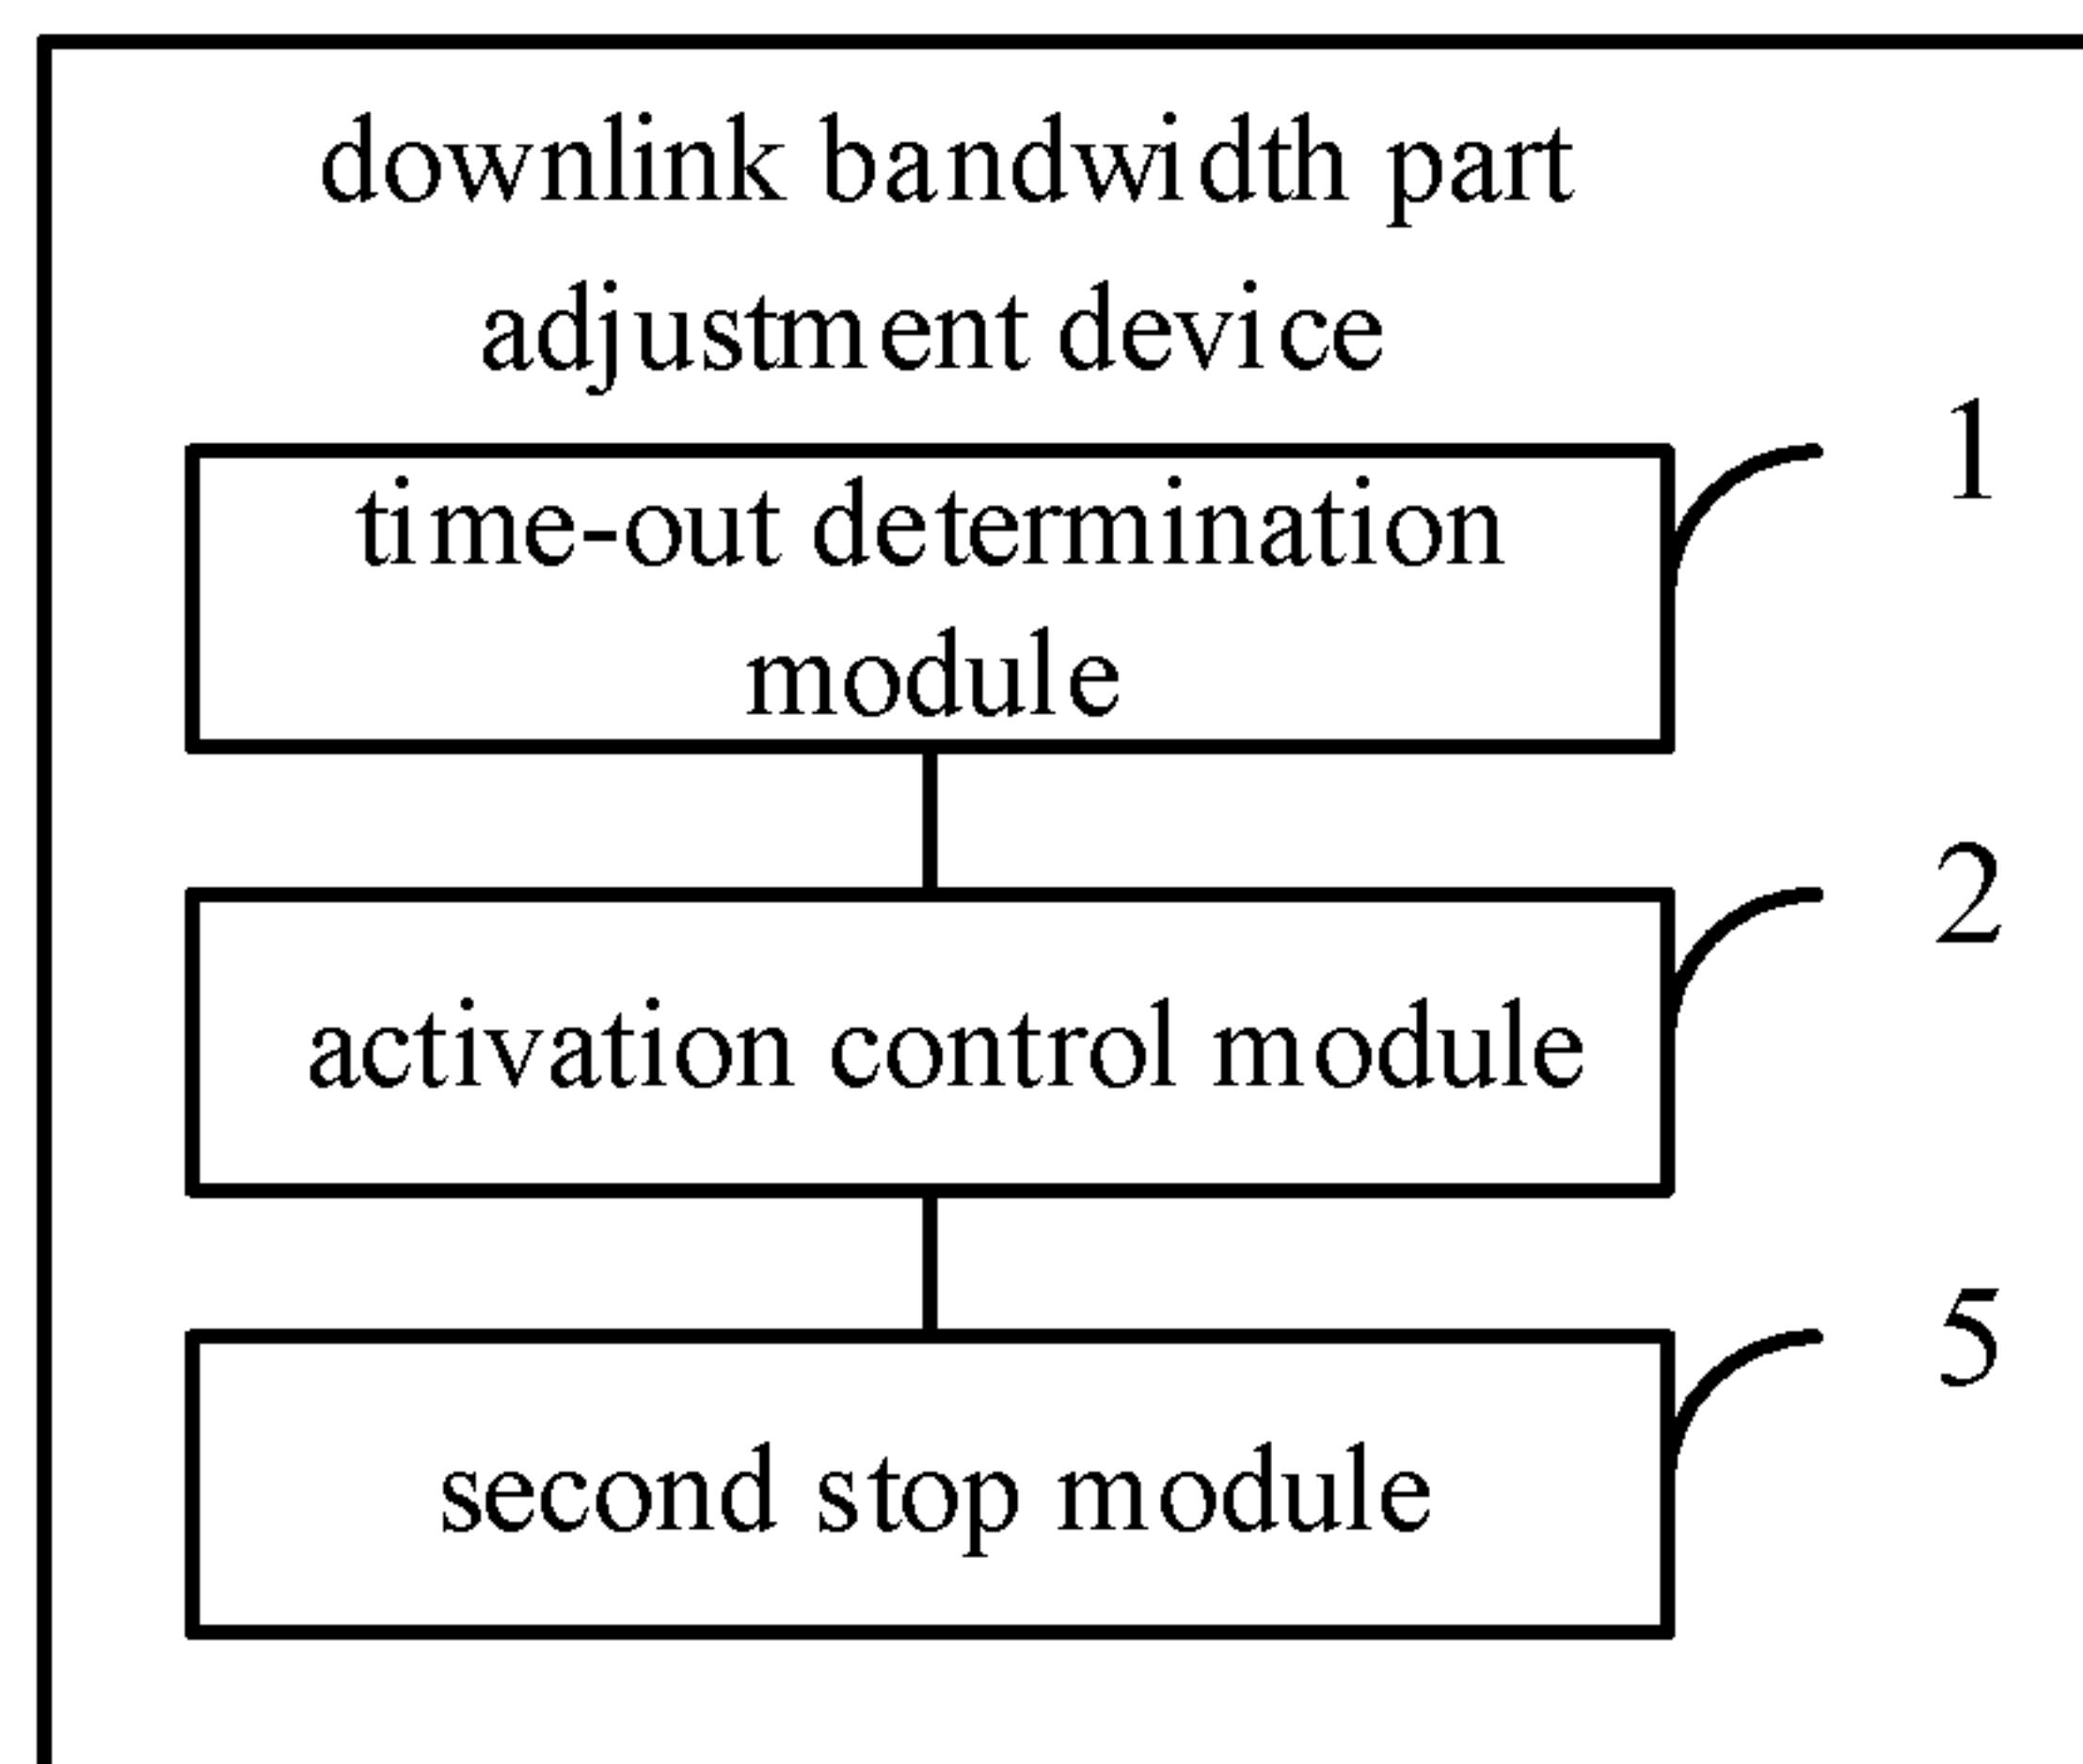 downlink bandwidth part
adjustment device
1
time-out determination
module
2
activation control module
5
second stop module